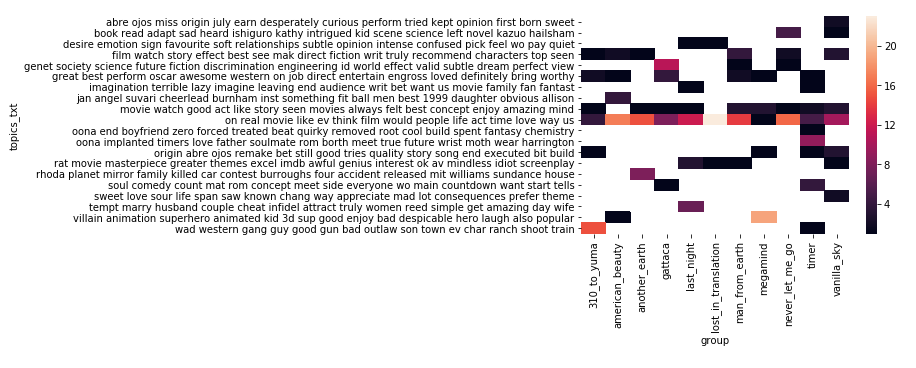 abre ojos miss origin july earn desperately curious perform tried kept opinion first born sweet
book read adapt sad heard ishiguro kathy intrigued kid scene science left novel kazuo hailsham
desire emotion sign favourite soft relationships subtle opinion intense confused pick feel wo pay quiet
film watch story effect best see mak direct fiction writ truly recommend characters top seen
genet society science future fiction discrimination engineering id world effect valid subtle dream perfect view
great best perform oscar awesome western on job direct entertain engross loved definitely bring worthy
imagination terrible lazy imagine leaving end audience writ bet want us movie family fan fantast
jan angel suvari cheerlead burnham inst something fit ball men best 1999 daughter obvious allison
movie watch good act like story seen movies always felt best concept enjoy amazing mind
on real movie like ev think film would people life act time love way us
oona end boyfriend zero forced treated beat quirky removed root cool build spent fantasy chemistry
oona implanted timers love father soulmate rom borth meet true future wrist moth wear harrington
origin abre ojos remake bet still good tries quality story song end executed bit build
rat movie masterpiece greater themes excel imdb awful genius interest ok av mindless idiot screenplay
rhoda planet mirror family killed car contest burroughs four accident released mit williams sundance house
soul comedy count mat rom concept meet side everyone wo main countdown want start tells
sweet love sour life span saw known chang way appreciate mad lot consequences prefer theme
tempt marry husband couple cheat infidel attract truly women reed simple get amazing day wife
villain animation superhero animated kid 3d sup good enjoy bad despicable hero laugh also popular
wad western gang guy good gun bad outlaw son town ev char ranch shoot train
topics_txt
310_to_yuma
american_beauty
another_earth
gattaca
last_night
lost_in_translation
man_from_earth
megamind
never_let_me_go
timer
vanilla_sky
group
20
16
12
8
4